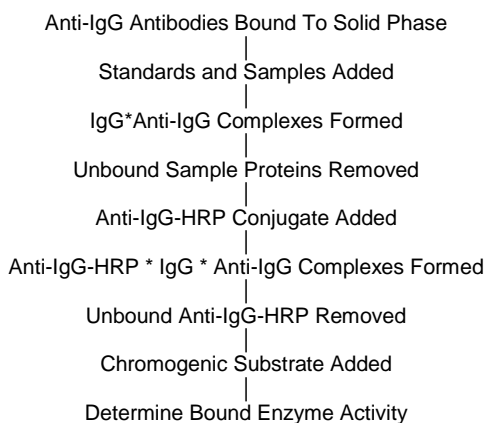 Anti-IgG Antibodies Bound To Solid Phase
Standards and Samples Added
IgG*Anti-IgG Complexes Formed
Unbound Sample Proteins Removed
Anti-IgG-HRP Conjugate Added
Anti-IgG-HRP * IgG * Anti-IgG Complexes Formed
Unbound Anti-IgG-HRP Removed
Chromogenic Substrate Added
Determine Bound Enzyme Activity